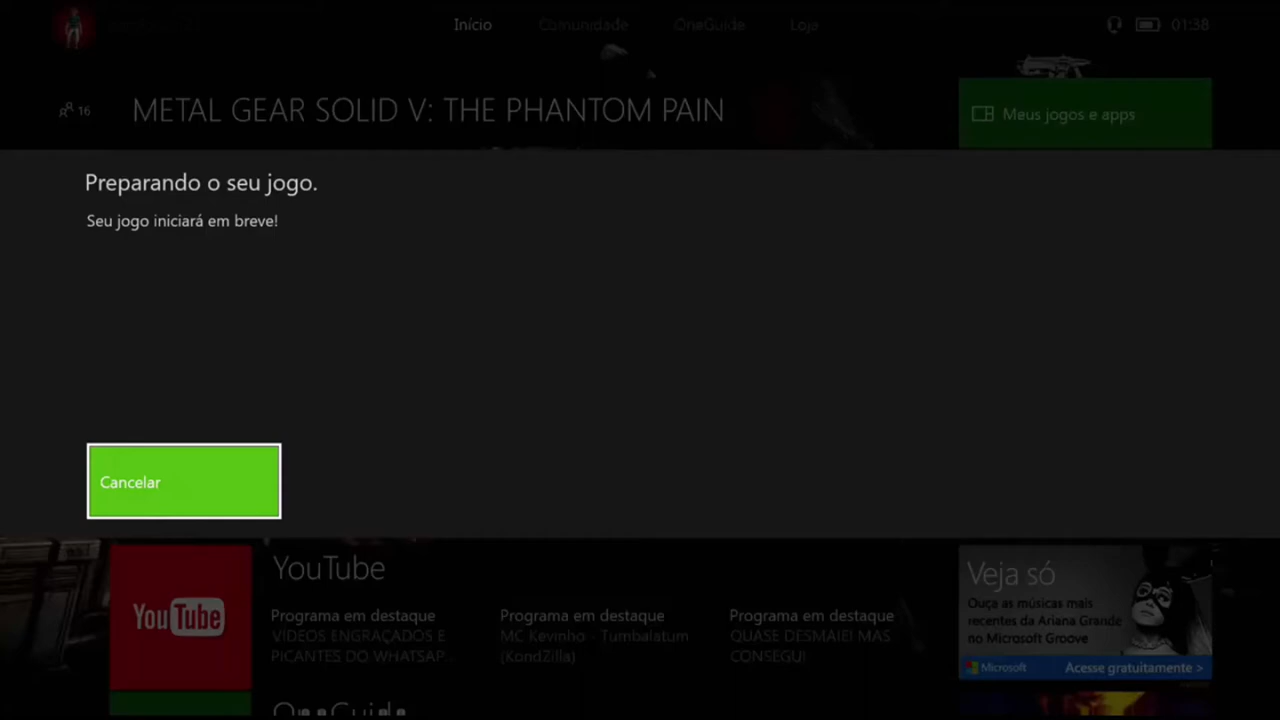 Início
Comunidade
OneGuide
Loja
01:38
16
METAL GEAR SOLID V: THE PHANTOM PAIN
Meus jogos e apps
Preparando o seu jogo.
Seu jogo iniciará em breve!
Cancelar
YouTube
YouTube
Programa em destaque
VÍDEOS ENGRAÇADOS E
PICANTES DO WHATSAP...
Programa em destaque
MC Kevinho - Tumbalatum
(KondZilla)
Programa em destaque
QUASE DESMAIEI MAS
CONSEGUI
Veja só
Ouça as músicas mais
recentes da Ariana Grande
no Microsoft Groove
Microsoft
Acesse gratuitamente >
OneGuide